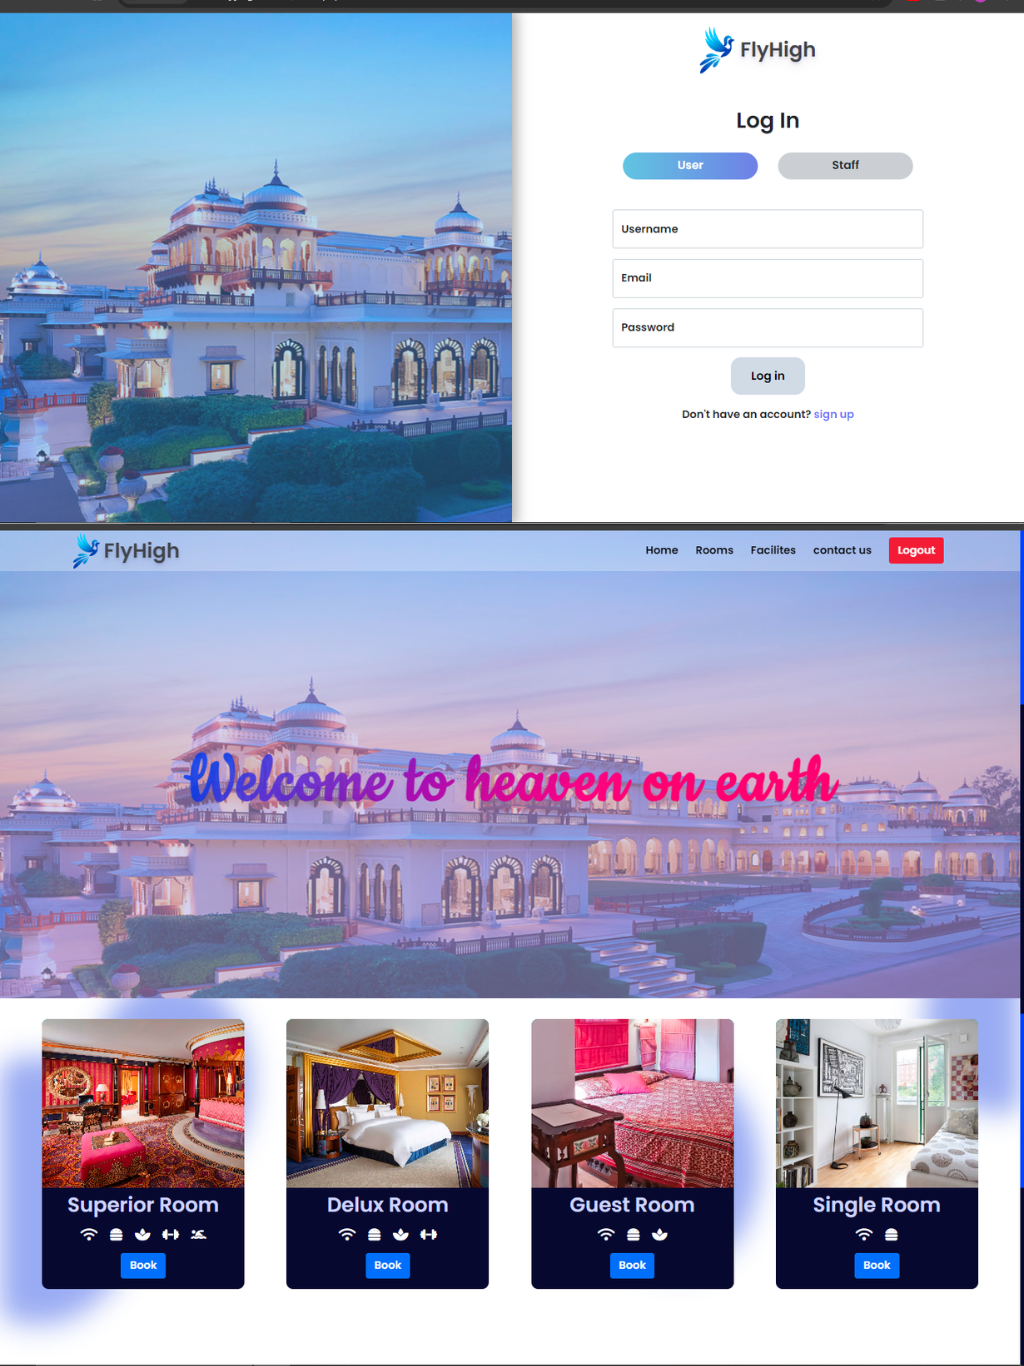 FlyHigh
Log In
User Staff
Username
Email
Password
Log in
Don't have an account? sign up
FlyHigh Home Rooms Facilites contact us Logout
Welcome to heaven on earth
Superior Room Delux Room Guest Room Single Room
Book Book Book Book